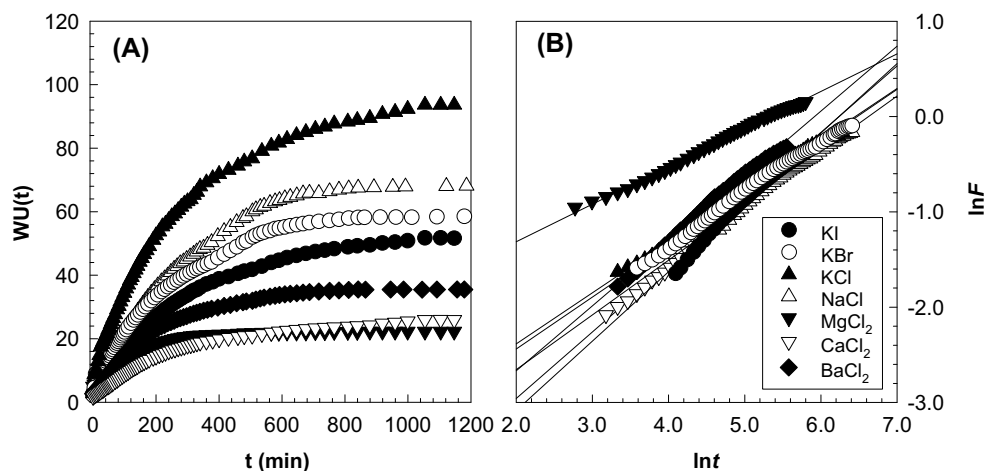 (A)
WU(t)
120
100
80
60
40
20
0
0 200 400 600 800 1000 1200
t (min)
(B)
1.0
0.0
-1.0
-2.0
-3.0
lnF
2.0 3.0 4.0 5.0 6.0 7.0
lnt
KI
KBr
KCl
NaCl
MgCl₂
CaCl₂
BaCl₂